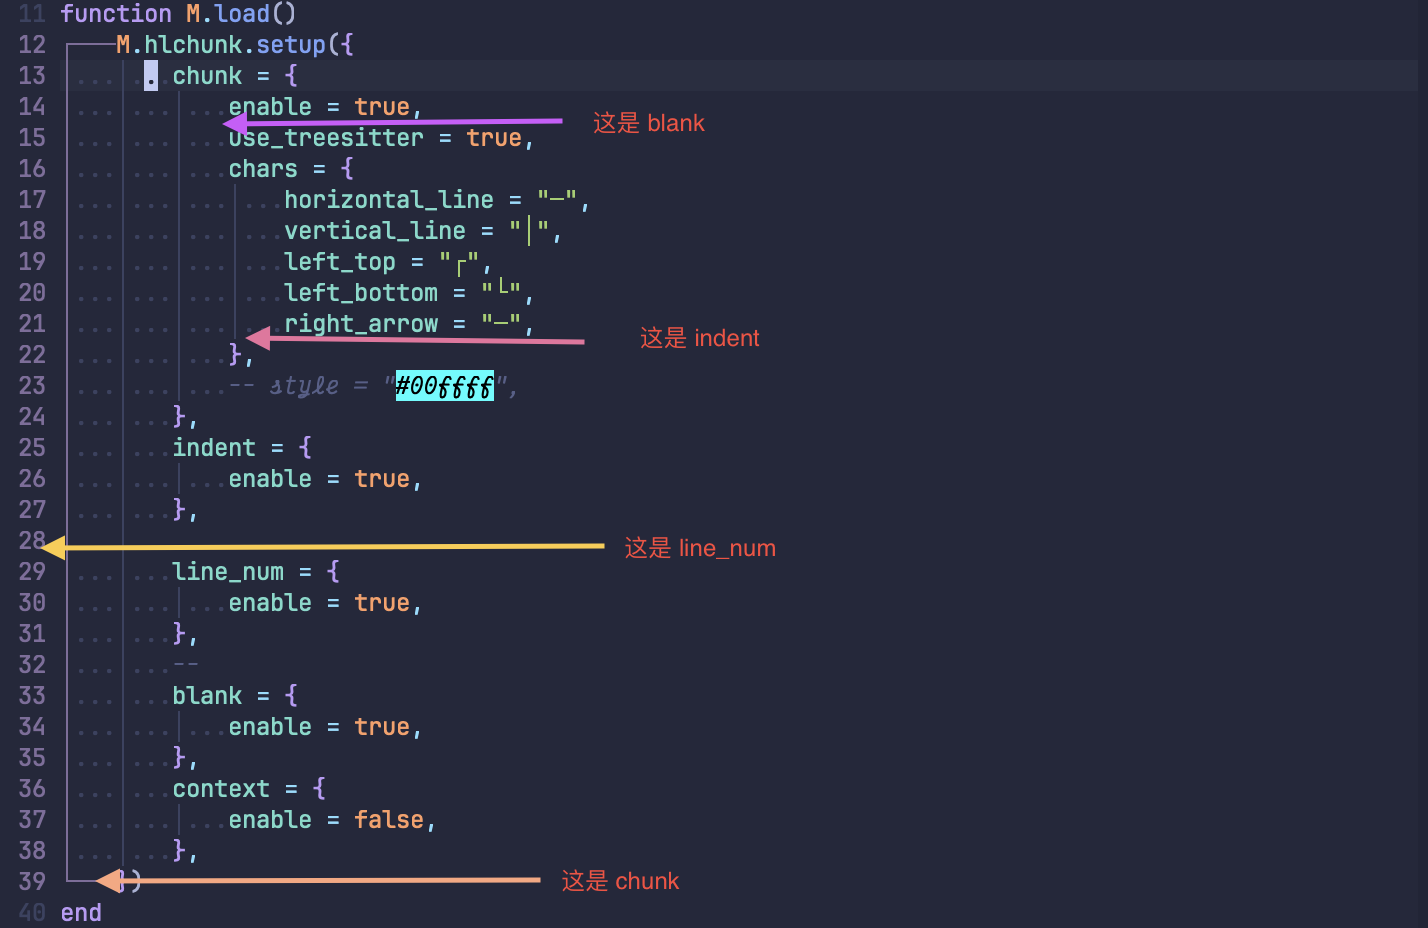 11 function M.load()
12 M.hlchunk.setup({
13 chunk = {
14 enable = true,
这是 blank
15 use_treesitter = true,
16 chars = {
17 horizontal_line = "─",
18 vertical_line = "│",
19 left_top = "┌",
20 left_bottom = "└",
21 right_arrow = "─",
这是 indent
22 },
23 -- style = "#00ffff",
24 },
25 indent = {
26 enable = true,
27 },
28
这是 line_num
29 line_num = {
30 enable = true,
31 },
32 --
33 blank = {
34 enable = true,
35 },
36 context = {
37 enable = false,
38 },
39 })
这是 chunk
40 end